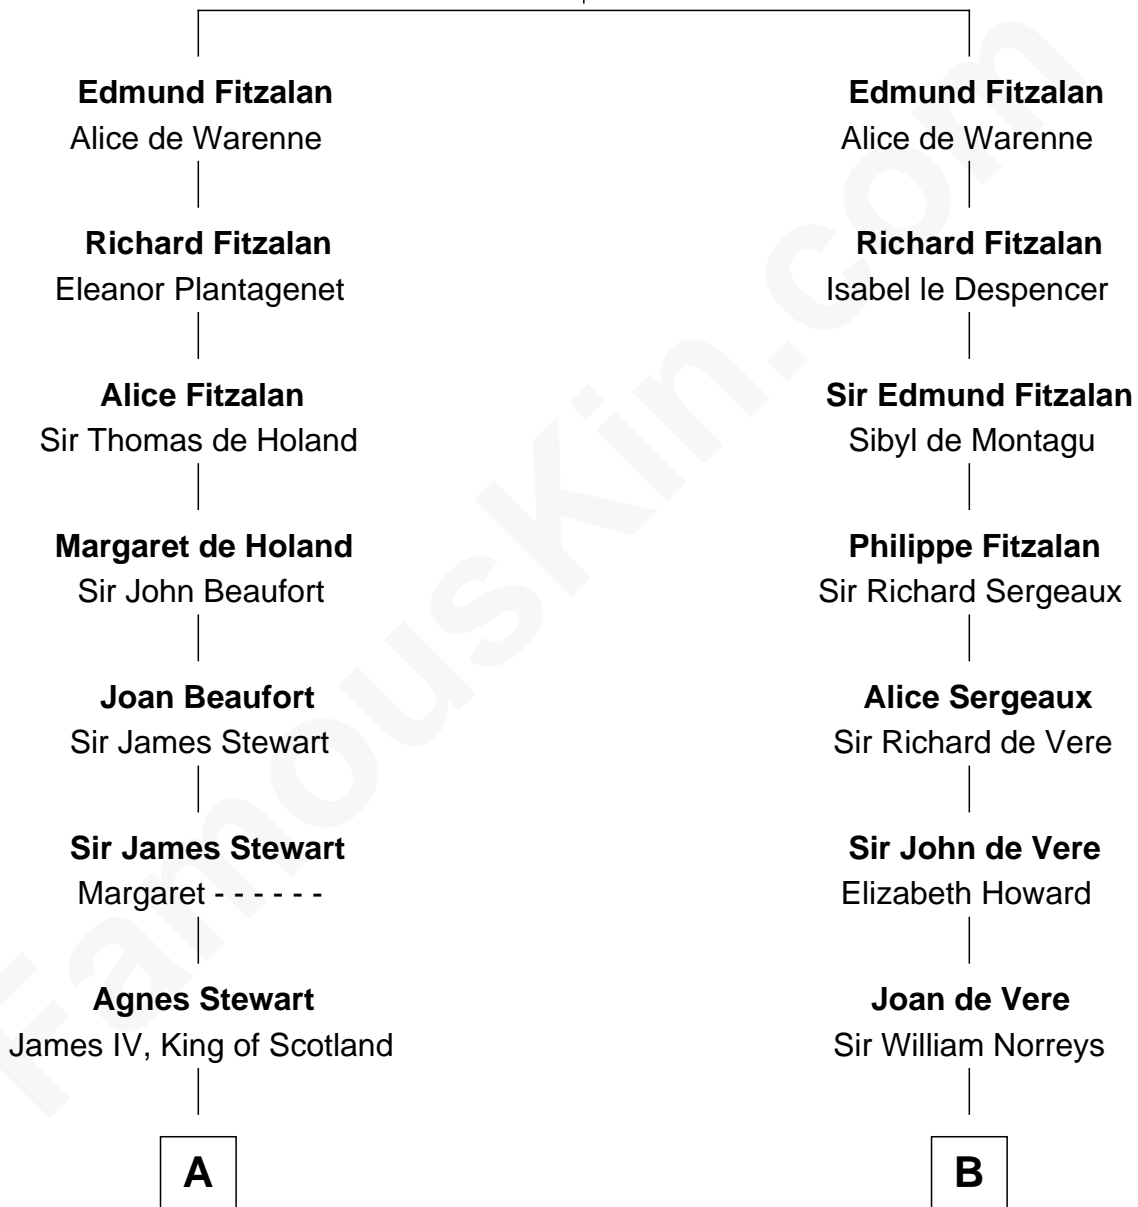 Edmund Fitzalan
Alice de Warenne
Richard Fitzalan
Eleanor Plantagenet
Alice Fitzalan
Sir Thomas de Holand
Margaret de Holand
Sir John Beaufort
Joan Beaufort
Sir James Stewart
Sir James Stewart
Margaret - - - - - -
Agnes Stewart
James IV, King of Scotland
A
Edmund Fitzalan
Alice de Warenne
Richard Fitzalan
Isabel le Despencer
Sir Edmund Fitzalan
Sibyl de Montagu
Philippe Fitzalan
Sir Richard Sergeaux
Alice Sergeaux
Sir Richard de Vere
Sir John de Vere
Elizabeth Howard
Joan de Vere
Sir William Norreys
B
FamousKin.com